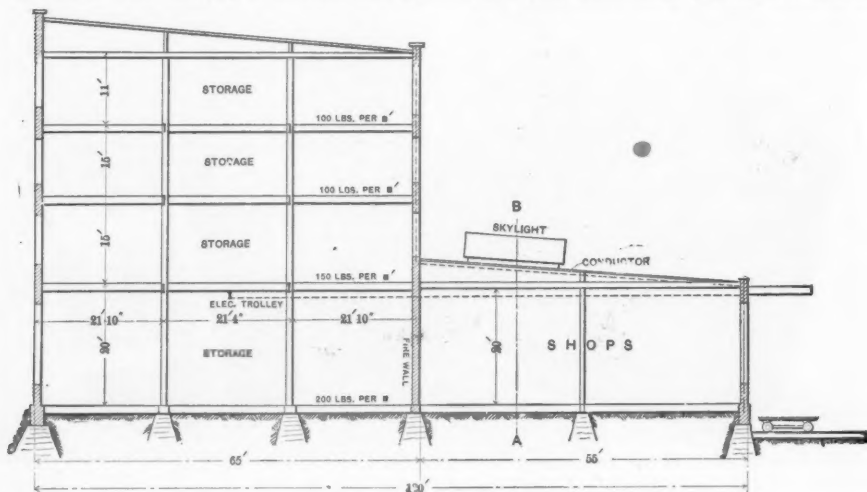 11'
STORAGE
100 LBS. PER □'
15'
STORAGE
100 LBS. PER □'
B
SKYLIGHT
15'
STORAGE
CONDUCTOR
150 LBS. PER □'
ELEC. TROLLEY
21' 10"
21' 4"
21' 10"
20'
STORAGE
FIRE WALL
20'
SHOPS
200 LBS. PER □
A
65'
55'
120'